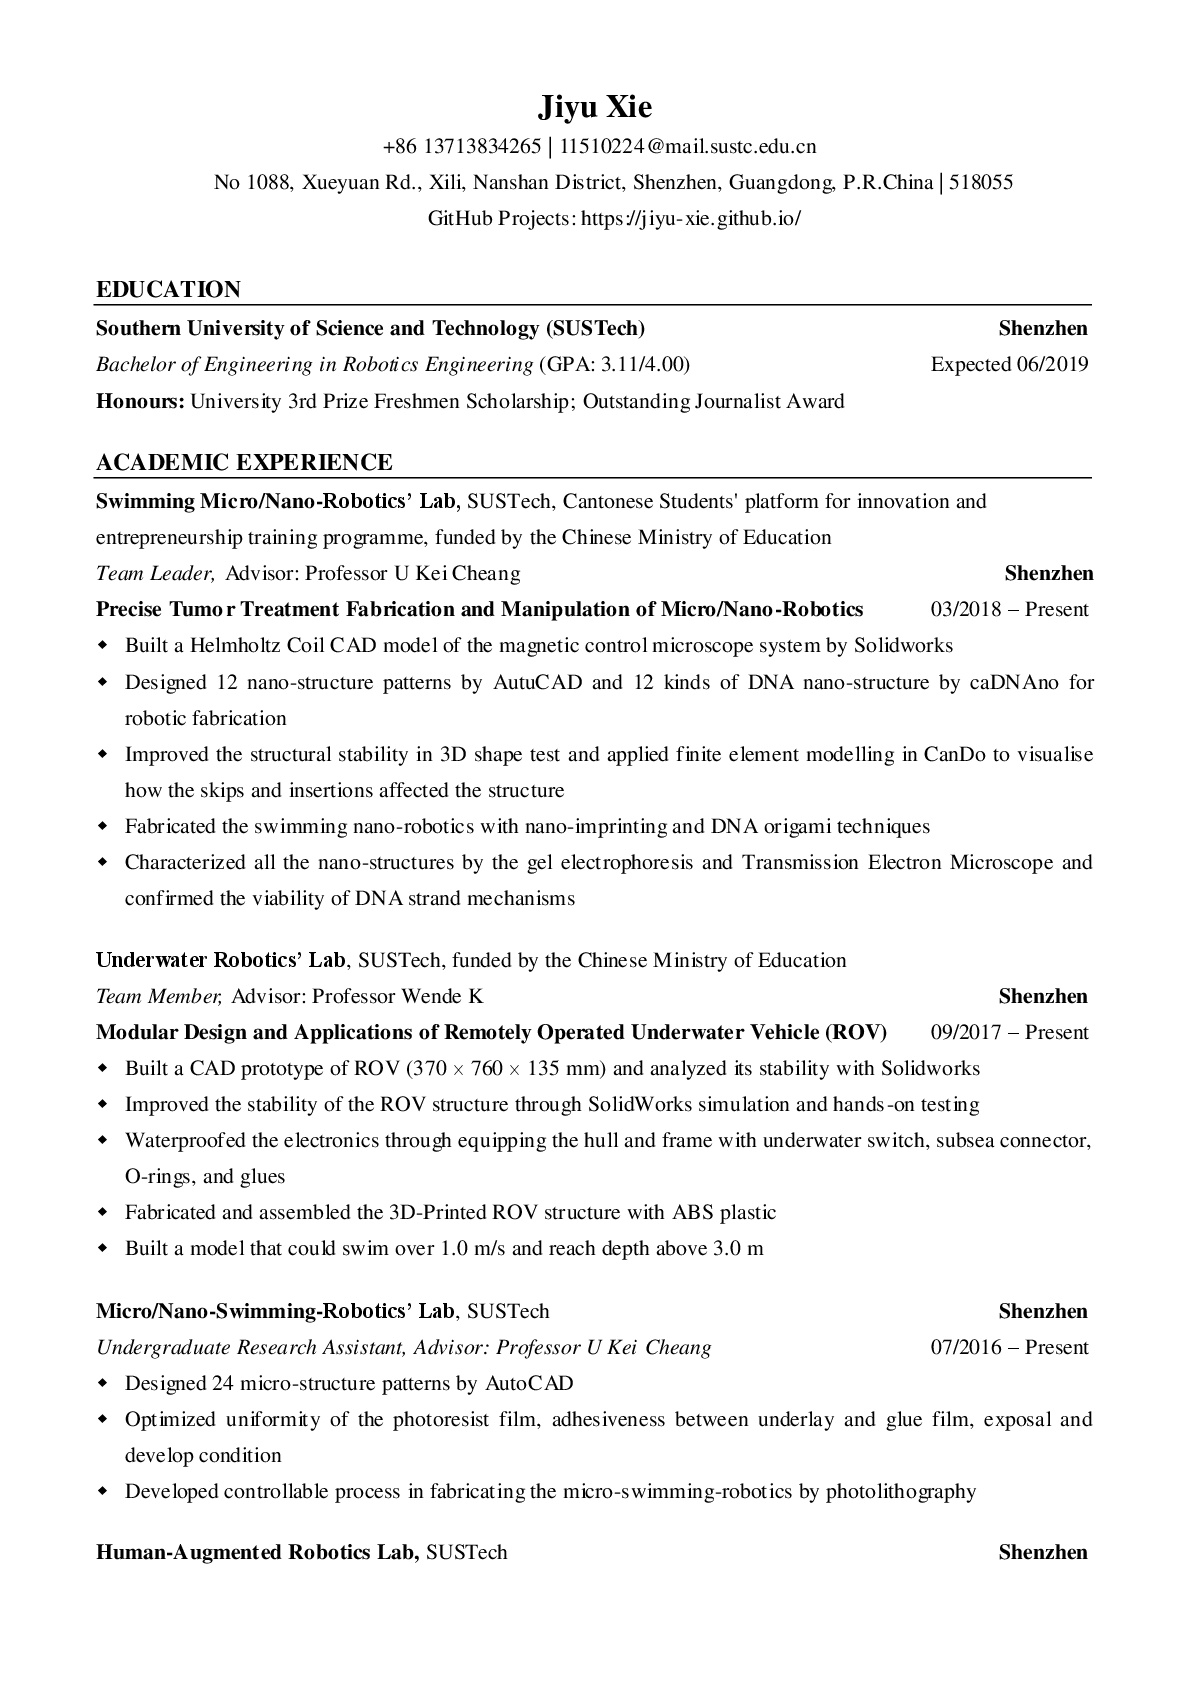 Jiyu Xie
+86 13713834265 | 11510224@mail.sustc.edu.cn
No 1088, Xueyuan Rd., Xili, Nanshan District, Shenzhen, Guangdong, P.R.China | 518055
GitHub Projects: https://jiyu-xie.github.io/
EDUCATION
Southern University of Science and Technology (SUSTech) Shenzhen
Bachelor of Engineering in Robotics Engineering (GPA: 3.11/4.00) Expected 06/2019
Honours: University 3rd Prize Freshmen Scholarship; Outstanding Journalist Award
ACADEMIC EXPERIENCE
Swimming Micro/Nano-Robotics’ Lab, SUSTech, Cantonese Students' platform for innovation and
entrepreneurship training programme, funded by the Chinese Ministry of Education
Team Leader, Advisor: Professor U Kei Cheang Shenzhen
Precise Tumor Treatment Fabrication and Manipulation of Micro/Nano-Robotics 03/2018 – Present
◆ Built a Helmholtz Coil CAD model of the magnetic control microscope system by Solidworks
◆ Designed 12 nano-structure patterns by AutuCAD and 12 kinds of DNA nano-structure by caDNAno for
robotic fabrication
◆ Improved the structural stability in 3D shape test and applied finite element modelling in CanDo to visualise
how the skips and insertions affected the structure
◆ Fabricated the swimming nano-robotics with nano-imprinting and DNA origami techniques
◆ Characterized all the nano-structures by the gel electrophoresis and Transmission Electron Microscope and
confirmed the viability of DNA strand mechanisms
Underwater Robotics’ Lab, SUSTech, funded by the Chinese Ministry of Education
Team Member, Advisor: Professor Wende K Shenzhen
Modular Design and Applications of Remotely Operated Underwater Vehicle (ROV) 09/2017 – Present
◆ Built a CAD prototype of ROV (370 × 760 × 135 mm) and analyzed its stability with Solidworks
◆ Improved the stability of the ROV structure through SolidWorks simulation and hands-on testing
◆ Waterproofed the electronics through equipping the hull and frame with underwater switch, subsea connector,
O-rings, and glues
◆ Fabricated and assembled the 3D-Printed ROV structure with ABS plastic
◆ Built a model that could swim over 1.0 m/s and reach depth above 3.0 m
Micro/Nano-Swimming-Robotics’ Lab, SUSTech Shenzhen
Undergraduate Research Assistant, Advisor: Professor U Kei Cheang 07/2016 – Present
◆ Designed 24 micro-structure patterns by AutoCAD
◆ Optimized uniformity of the photoresist film, adhesiveness between underlay and glue film, exposal and
develop condition
◆ Developed controllable process in fabricating the micro-swimming-robotics by photolithography
Human-Augmented Robotics Lab, SUSTech Shenzhen